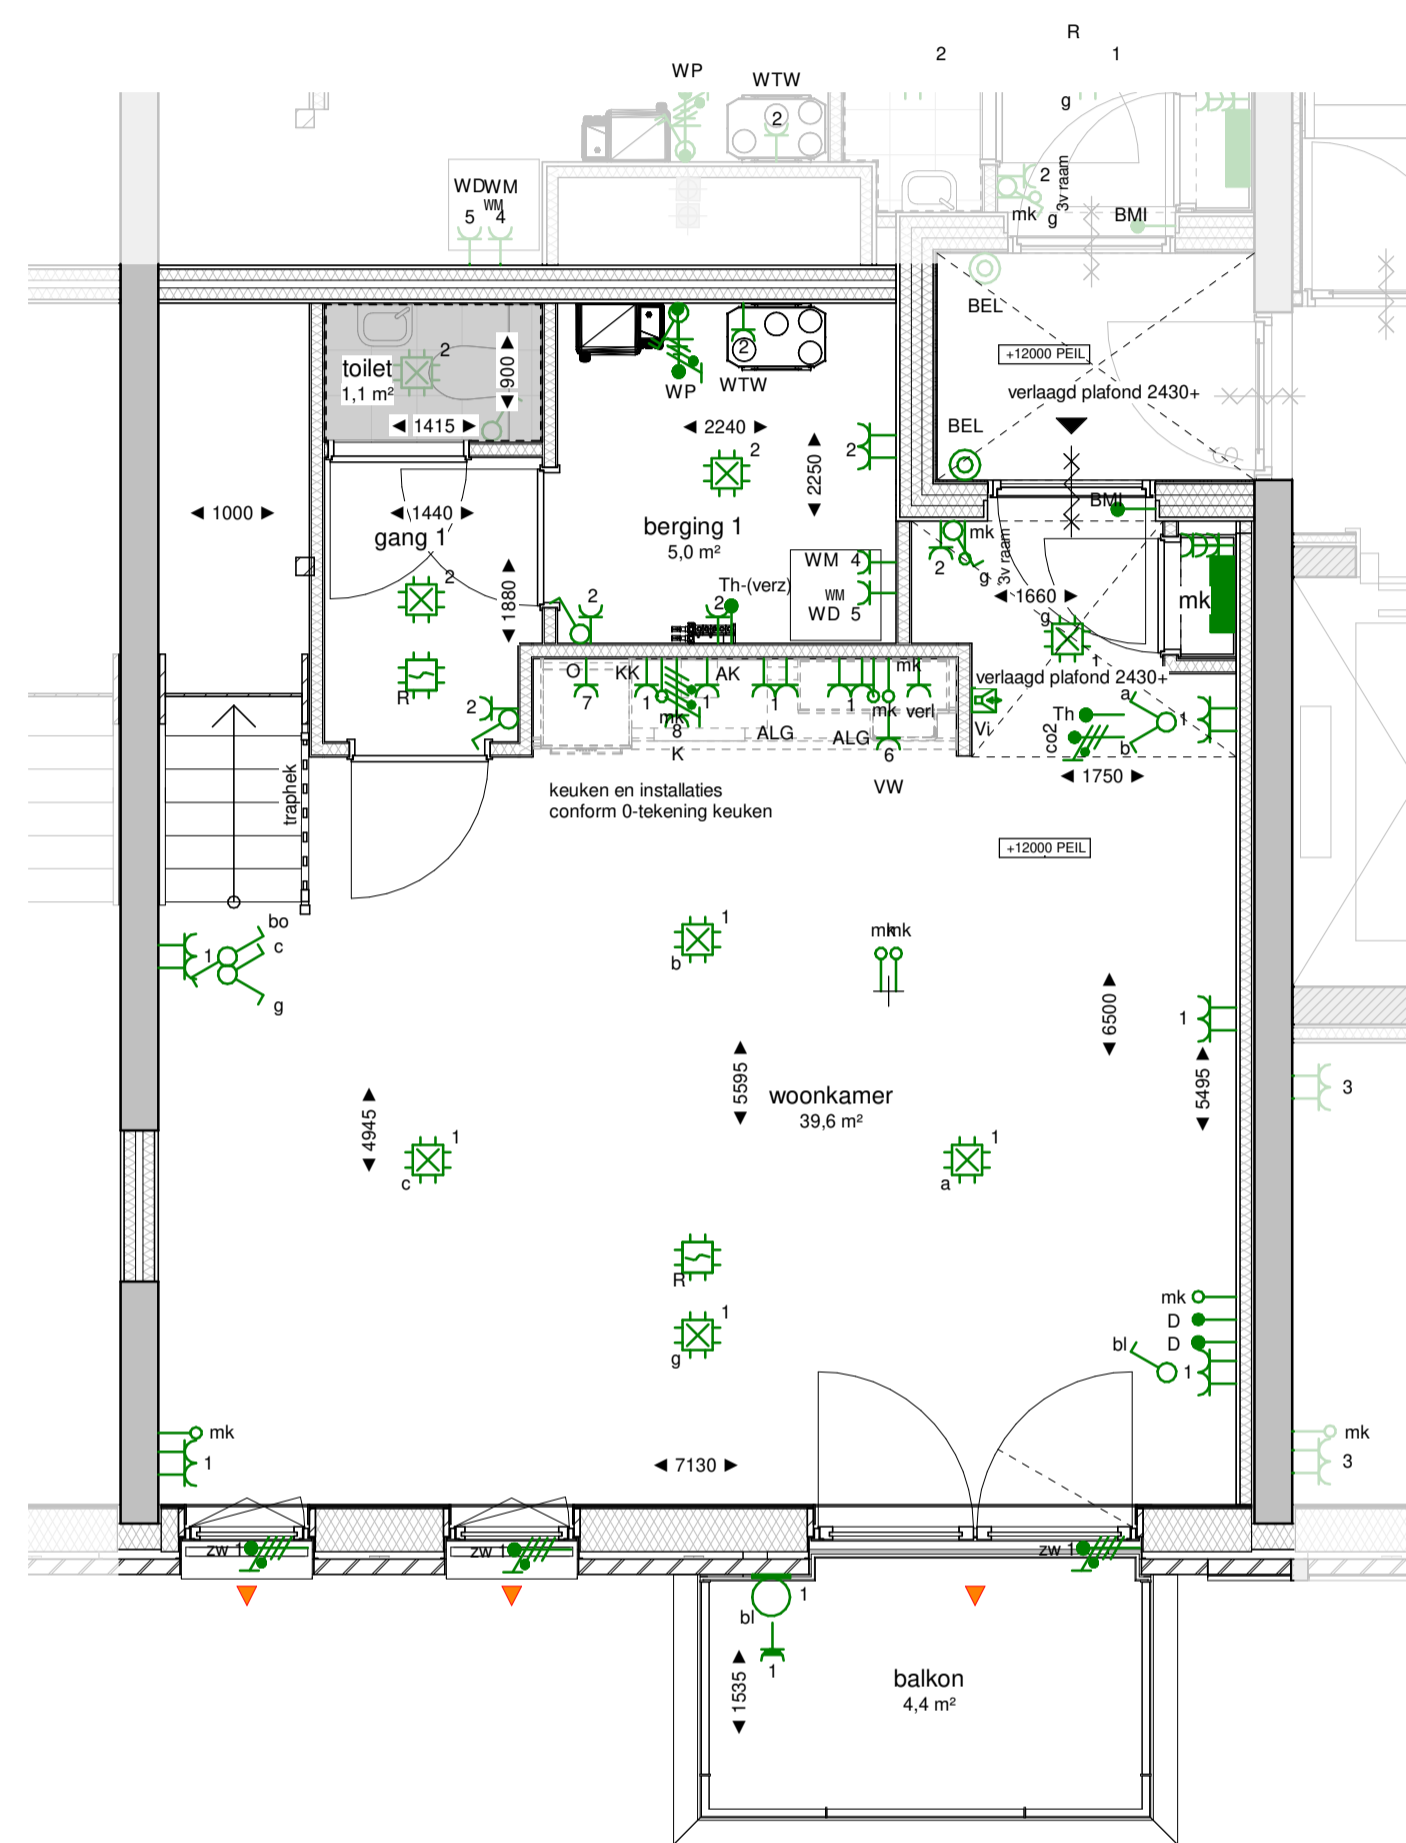 R
2
1
WP
WTW
g
2
2
3v raam
WD
WM
WM
5
4
mk
g
BMI
BEL
+12000 PEIL
verlaagd plafond 2430+
toilet
1,1 m²
2
900
1415
2
WTW
WP
2240
BEL
2
2
2250
1000
1440
gang 1
berging 1
5,0 m²
BMI
mk
2
g
3v raam
WM 4
WM
WD 5
Th-(verz)
2
1880
2
2
1660
g
1
mk
R
2
O
7
KK
1
mk
8
K
AK
1
1
ALG
1
ALG
mk
mk
verl
6
VW
verlaagd plafond 2430+
Vi
Th
co2
a
b
1
1750
keuken en installaties
conform 0-tekening keuken
traphek
+12000 PEIL
bo
c
1
g
1
b
mk
mk
6500
1
5595
5495
woonkamer
39,6 m²
4945
3
1
c
1
a
R
1
g
mk
D
D
bl
1
mk
1
7130
mk
3
zw 1
zw 1
zw 1
1
bl
1
1535
balkon
4,4 m²